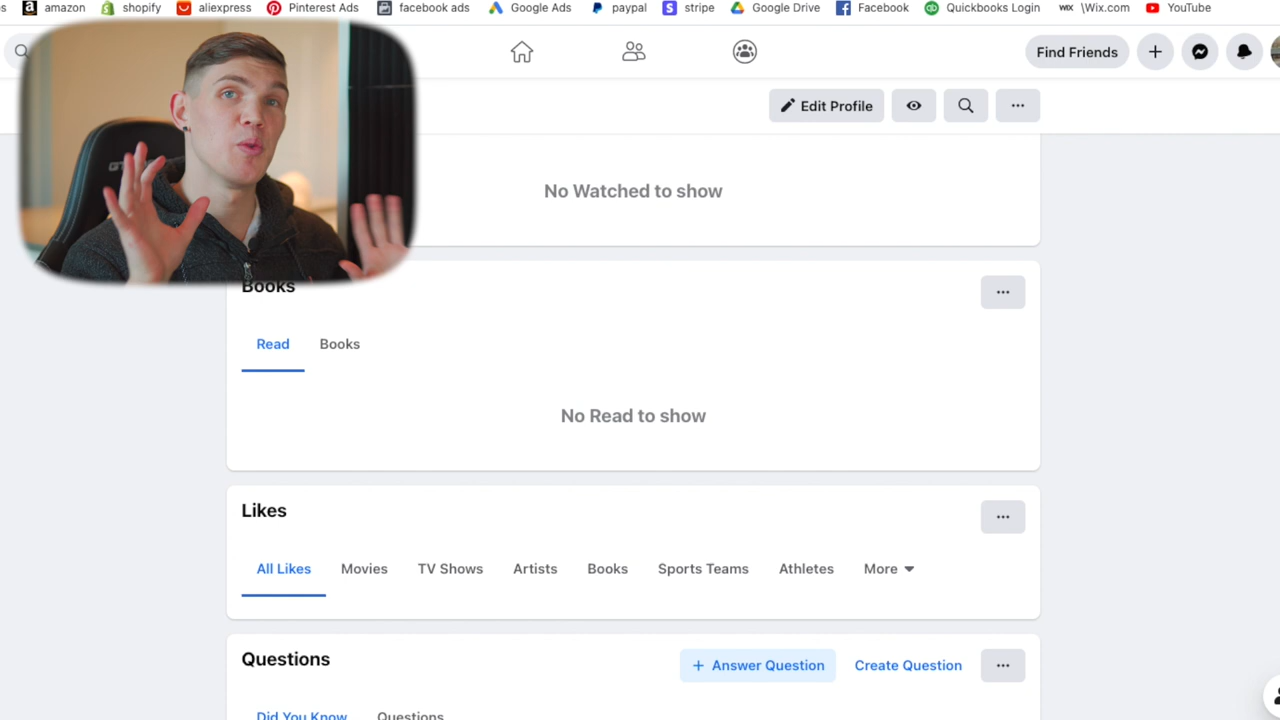 s amazon shopify aliexpress Pinterest Ads facebook ads Google Ads paypal stripe Google Drive Facebook Quickbooks Login WIX \Wix.com YouTube
Find Friends
Edit Profile
No Watched to show
Books
Read Books
No Read to show
Likes
All Likes Movies TV Shows Artists Books Sports Teams Athletes More
Questions
+ Answer Question Create Question
Did You Know Questions